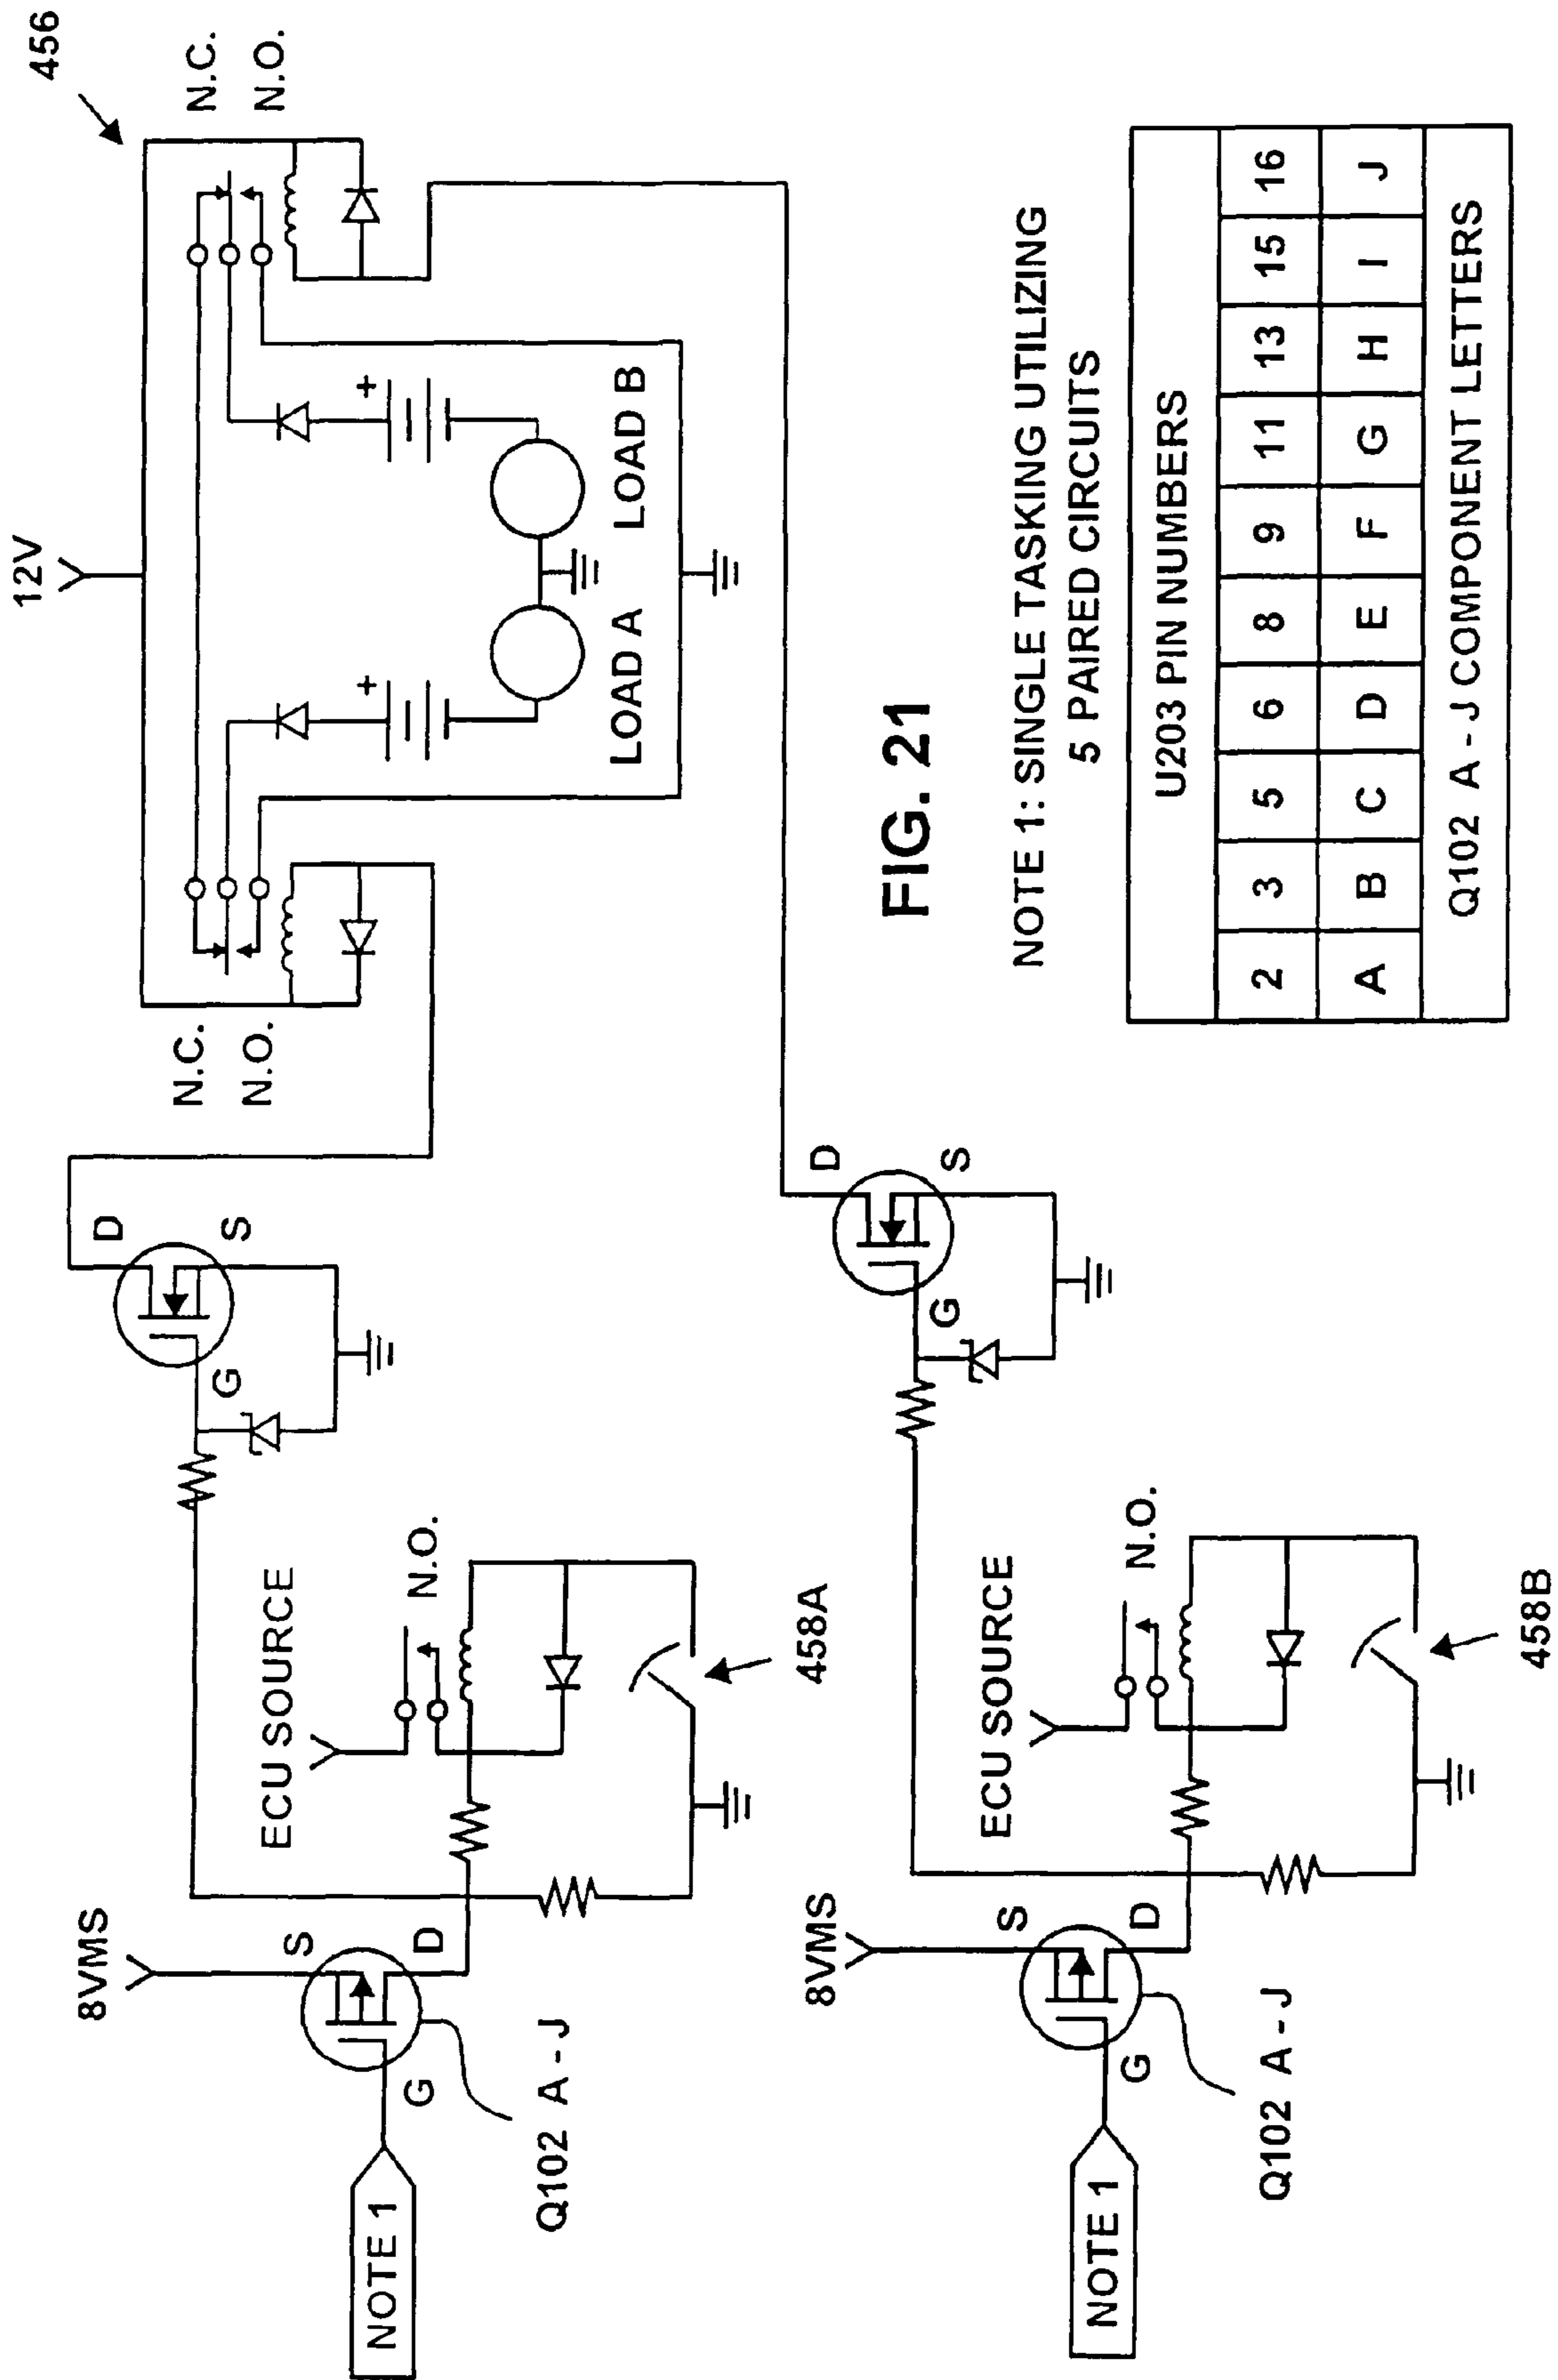 12V
456
N.C.
N.O.
N.C.
N.O.
LOAD A
LOAD B
D
S
G
8VMS
S
D
G
NOTE 1
Q102 A - J
ECU SOURCE
N.O.
458A
D
S
G
8VMS
S
D
G
NOTE 1
Q102 A - J
ECU SOURCE
N.O.
458B
FIG. 21
NOTE 1: SINGLE TASKING UTILIZING
5 PAIRED CIRCUITS
U203 PIN NUMBERS
2 3 5 6 8 9 11 13 15 16
A B C D E F G H I J
Q102 A - J COMPONENT LETTERS